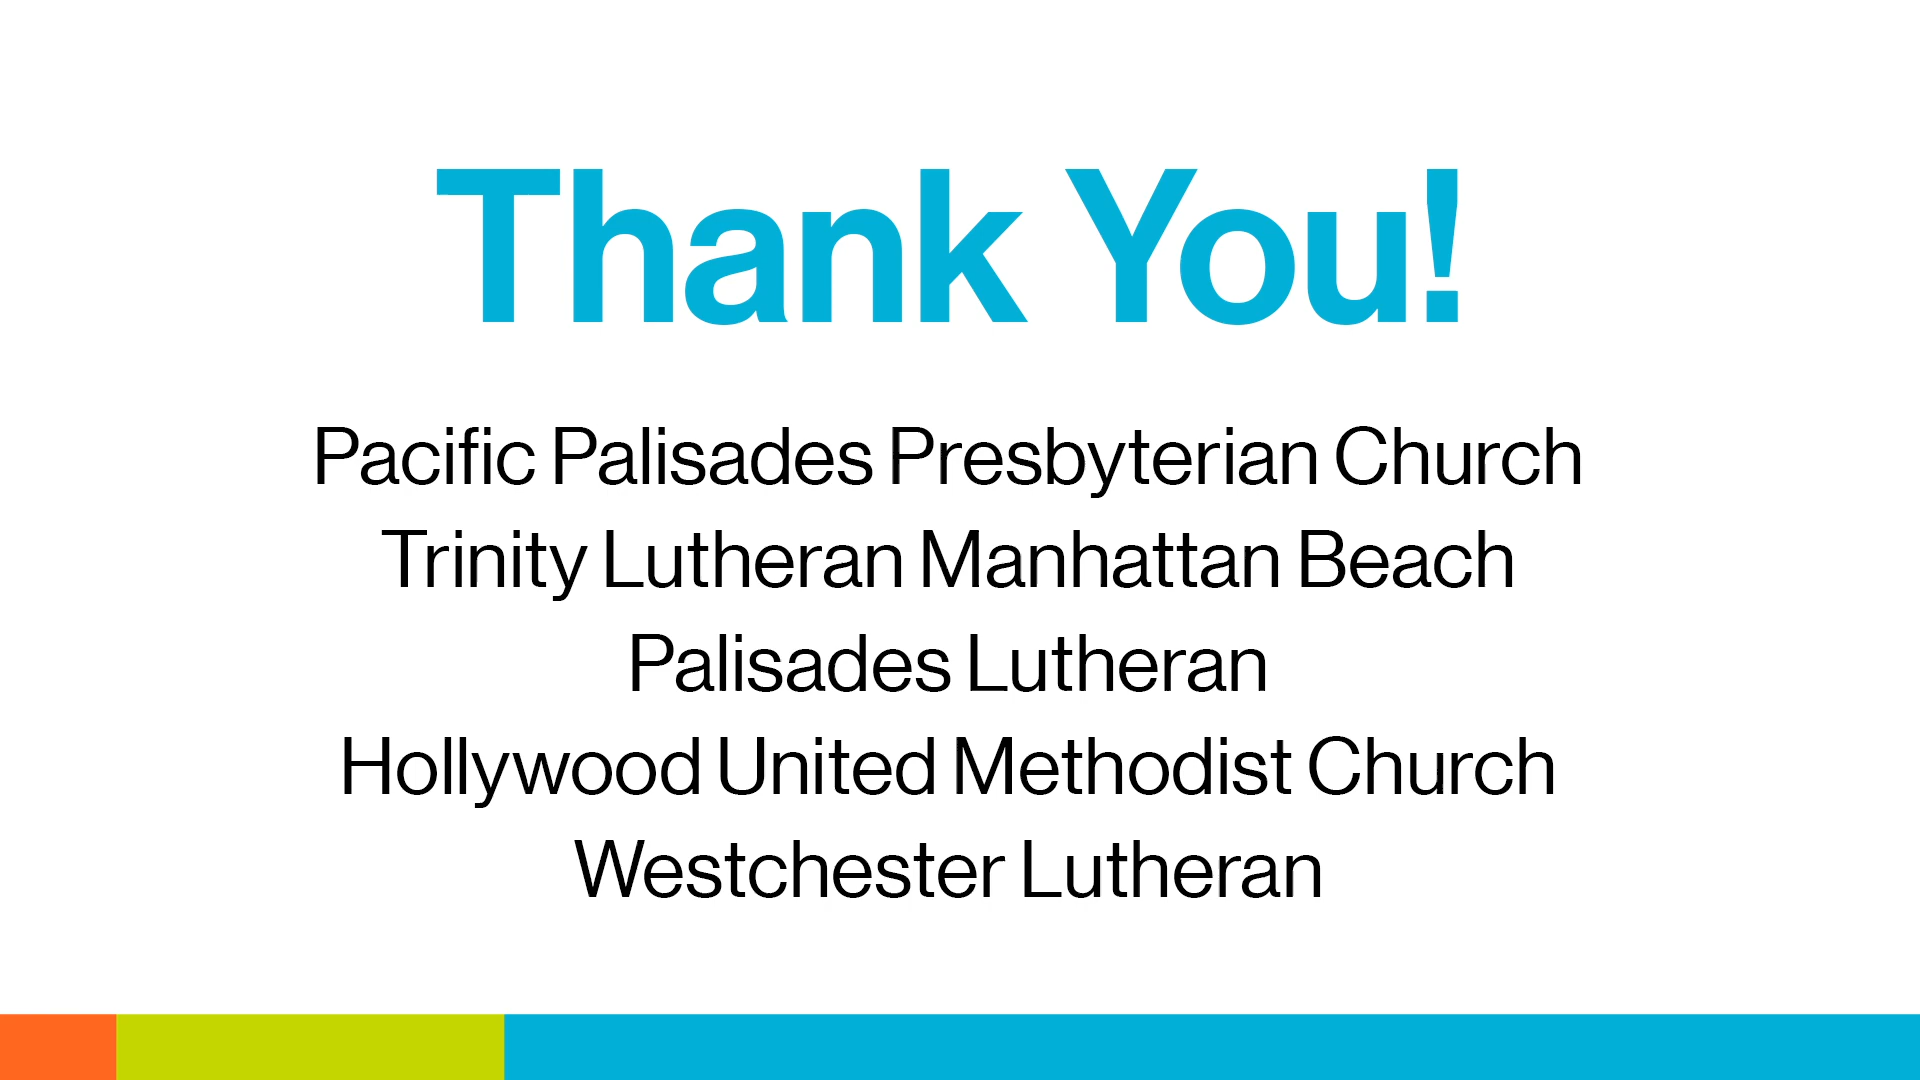 Thank You!
Pacific Palisades Presbyterian Church
Trinity Lutheran Manhattan Beach
Palisades Lutheran
Hollywood United Methodist Church
Westchester Lutheran